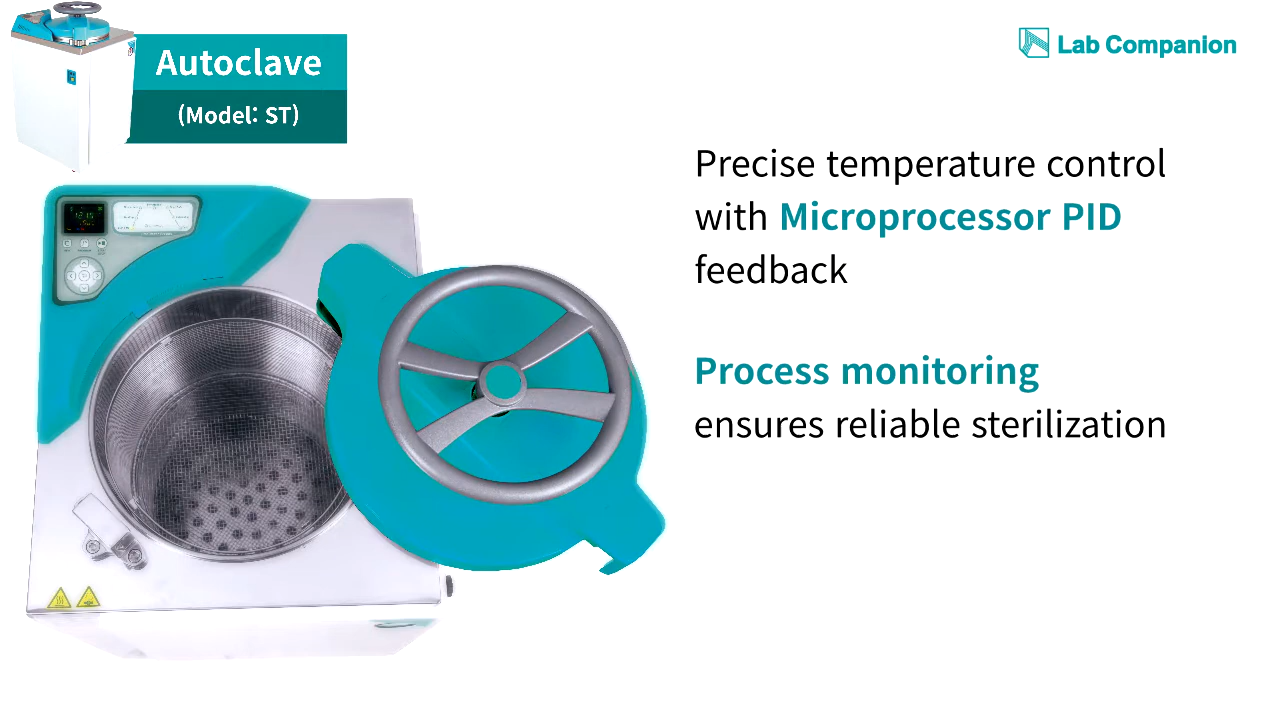 Autoclave
(Model: ST)
Lab Companion
Precise temperature control
with Microprocessor PID
feedback
Process monitoring
ensures reliable sterilization